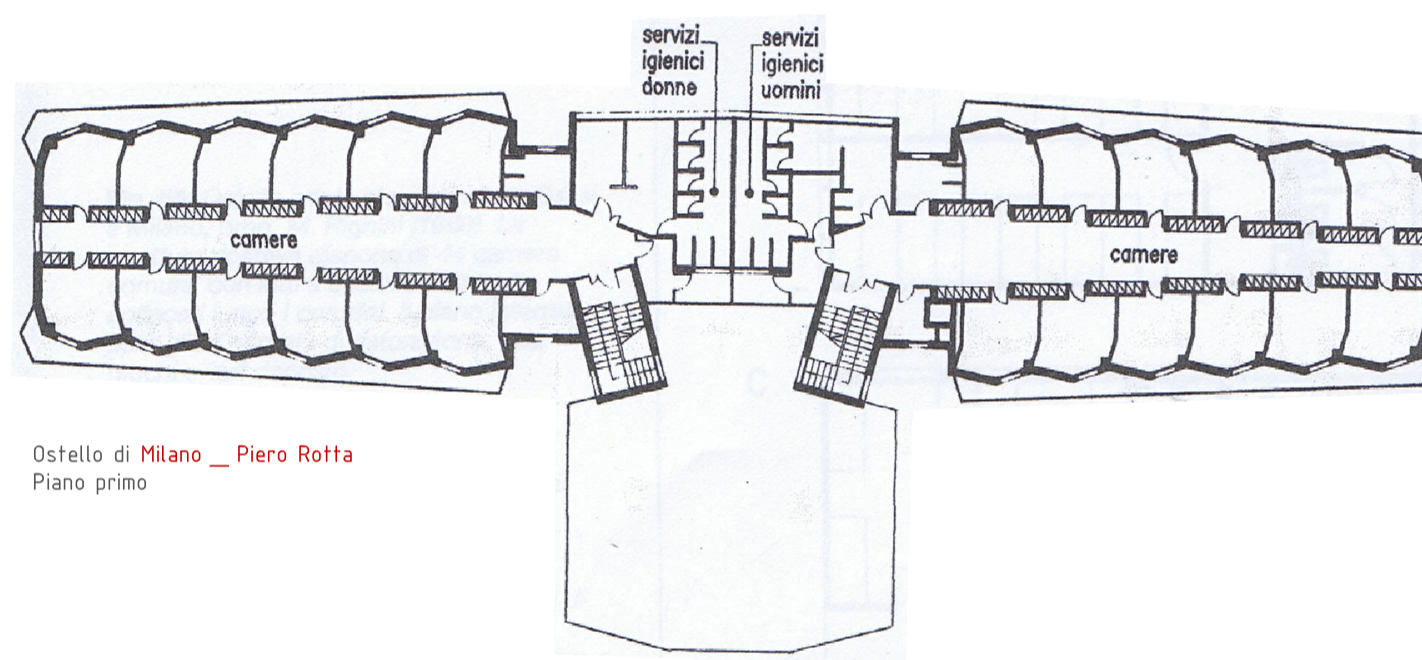 servizi
igienici
donne
servizi
igienici
uomini
camere
camere
Ostello di Milano __ Piero Rotta
Piano primo